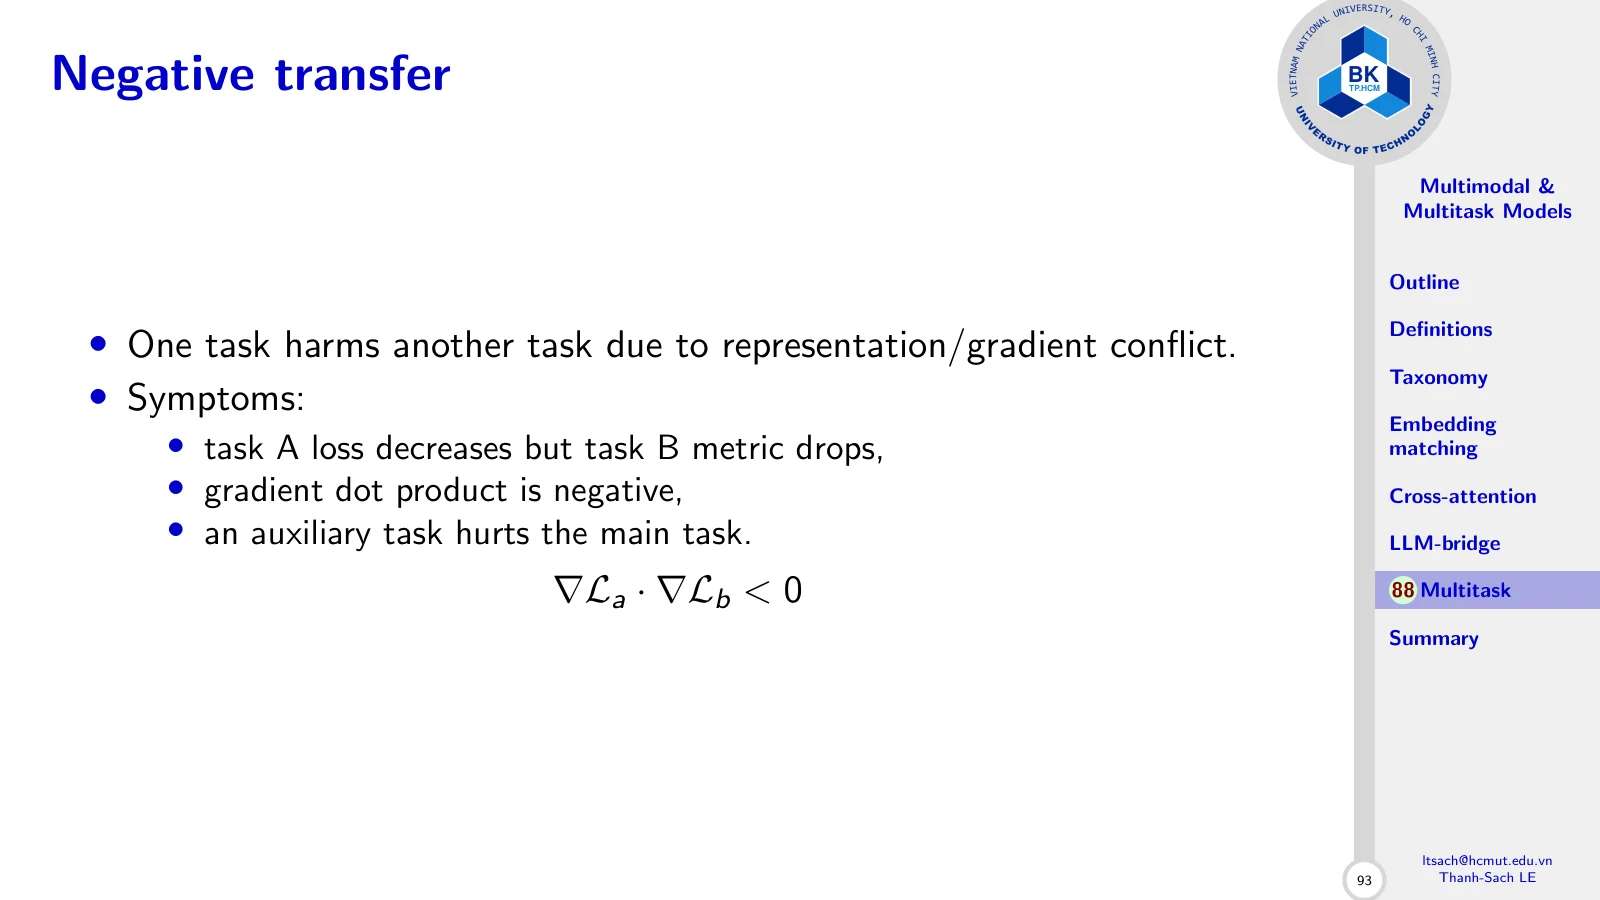 Negative transfer
• One task harms another task due to representation/gradient conflict.
• Symptoms:
• task A loss decreases but task B metric drops,
• gradient dot product is negative,
• an auxiliary task hurts the main task.
∇ℒₐ · ∇ℒ_b < 0
VIETNAM NATIONAL UNIVERSITY, HO CHI MINH CITY
BK
TP.HCM
UNIVERSITY OF TECHNOLOGY
Multimodal &
Multitask Models
Outline
Definitions
Taxonomy
Embedding
matching
Cross-attention
LLM-bridge
88 Multitask
Summary
ltsach@hcmut.edu.vn
Thanh-Sach LE
93